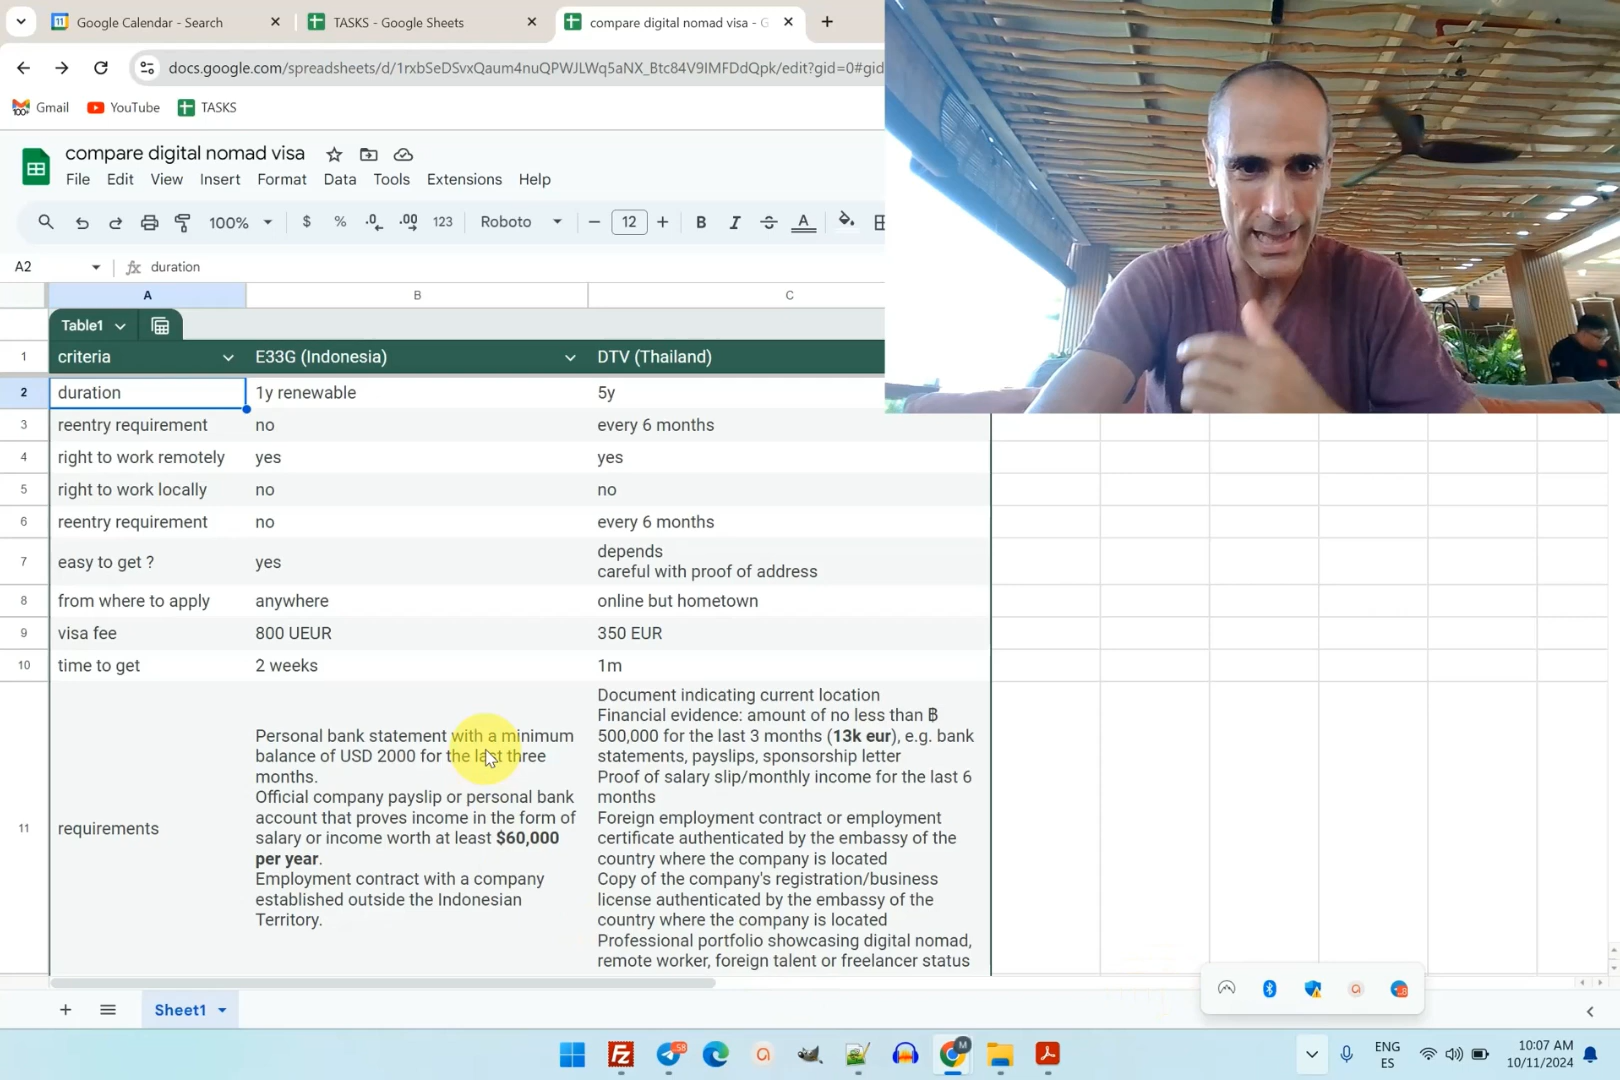 Google Calendar - Search
TASKS - Google Sheets
compare digital nomad visa - G
docs.google.com/spreadsheets/d/1rxbSeDSvxQaum4nuQPWJLWq5aNX_Btc84V9IMFDdQpk/edit?gid=0#gid
Gmail
YouTube
TASKS
compare digital nomad visa
File Edit View Insert Format Data Tools Extensions Help
100% $ % .0 .00 123 Roboto 12 B I A
A2 fx duration
A B C
Table1
1 criteria E33G (Indonesia) DTV (Thailand)
2 duration 1y renewable 5y
3 reentry requirement no every 6 months
4 right to work remotely yes yes
5 right to work locally no no
6 reentry requirement no every 6 months
7 easy to get ? yes depends
careful with proof of address
8 from where to apply anywhere online but hometown
9 visa fee 800 UEUR 350 EUR
10 time to get 2 weeks 1m
11 requirements
Personal bank statement with a minimum
balance of USD 2000 for the last three
months.
Official company payslip or personal bank
account that proves income in the form of
salary or income worth at least $60,000
per year.
Employment contract with a company
established outside the Indonesian
Territory.
Document indicating current location
Financial evidence: amount of no less than ฿
500,000 for the last 3 months (13k eur), e.g. bank
statements, payslips, sponsorship letter
Proof of salary slip/monthly income for the last 6
months
Foreign employment contract or employment
certificate authenticated by the embassy of the
country where the company is located
Copy of the company's registration/business
license authenticated by the embassy of the
country where the company is located
Professional portfolio showcasing digital nomad,
remote worker, foreign talent or freelancer status
Sheet1
58
M
ENG
ES
10:07 AM
10/11/2024